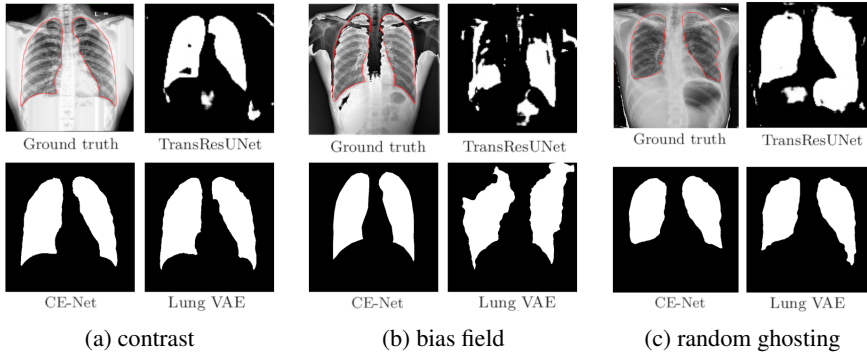 Ground truth TransResUNet Ground truth TransResUNet Ground truth TransResUNet
CE-Net Lung VAE CE-Net Lung VAE CE-Net Lung VAE
(a) contrast (b) bias field (c) random ghosting